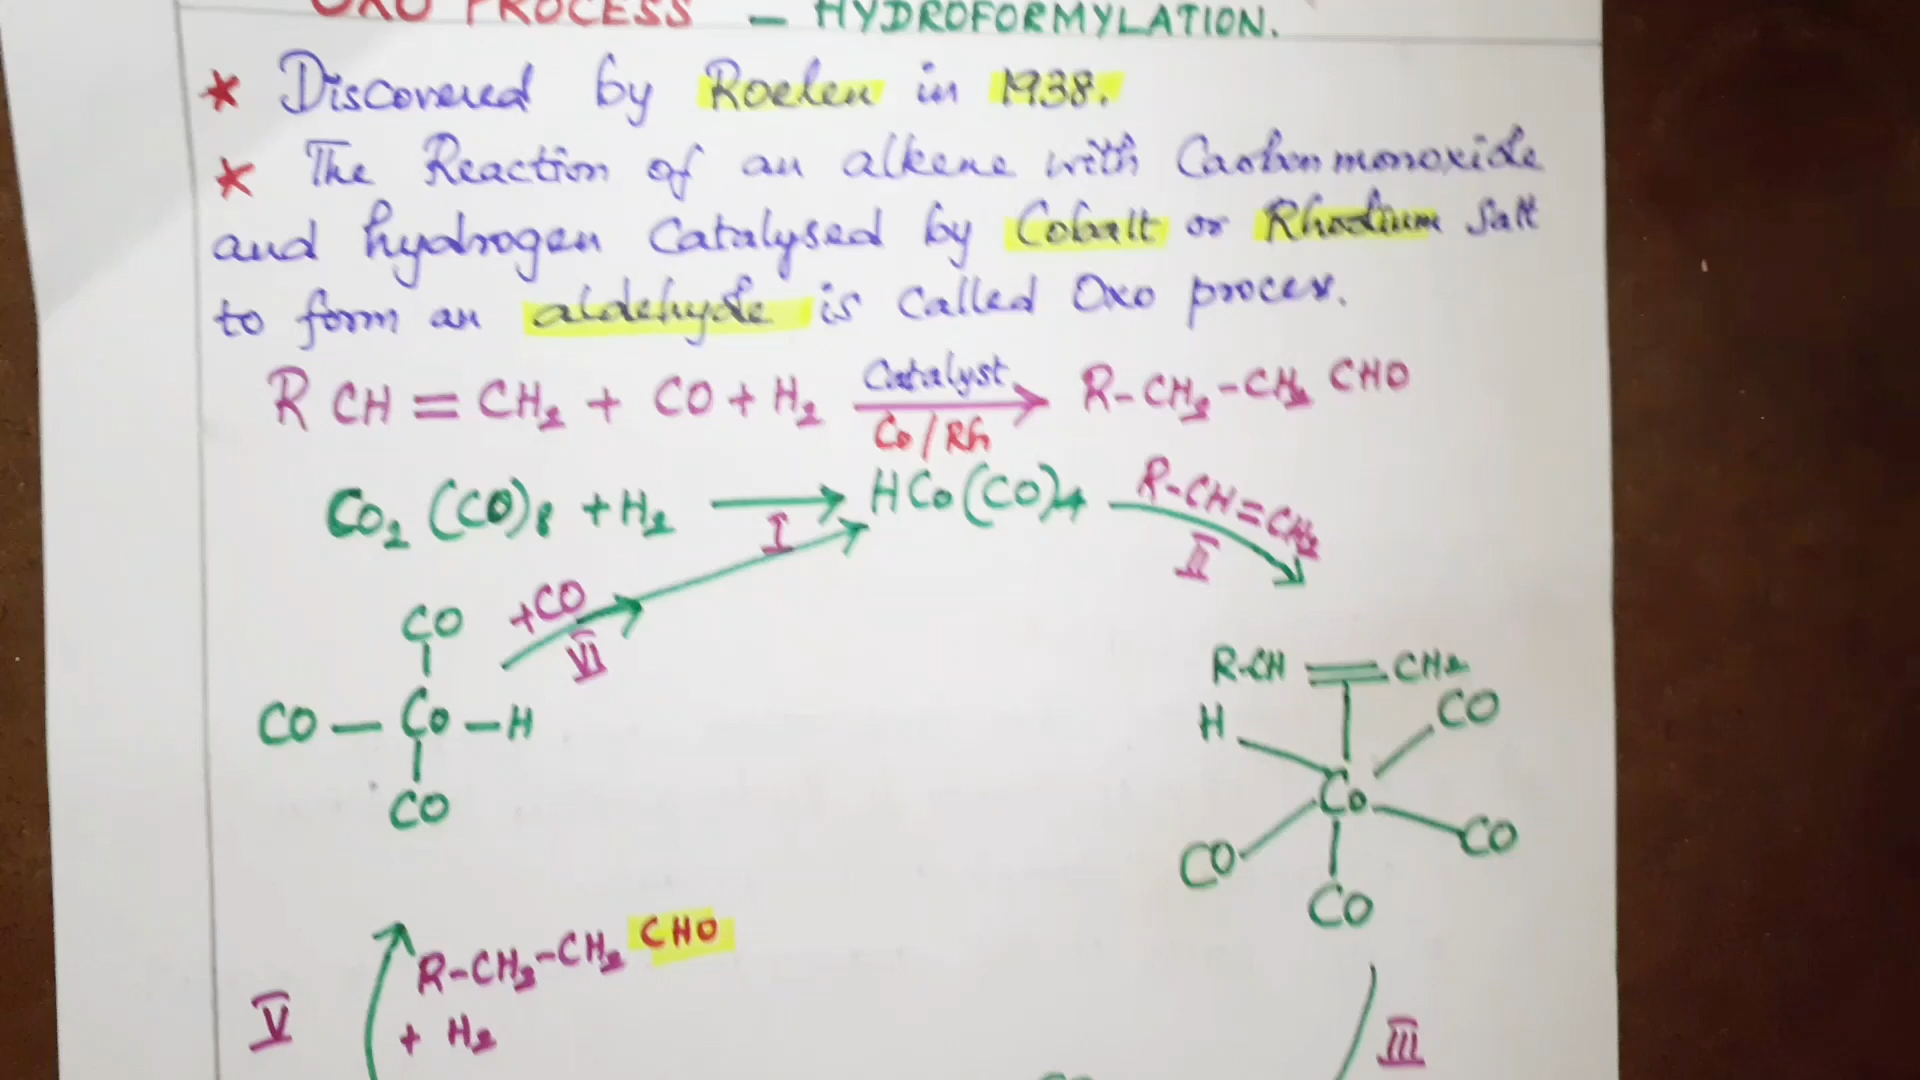 OXO PROCESS – HYDROFORMYLATION.
* Discovered by Roelen in 1938.
* The Reaction of an alkene with Carbonmonoxide
and hydrogen Catalysed by Cobalt or Rhodium Salt
to form an aldehyde is Called Oxo process.
R CH = CH₂ + CO + H₂ Catalyst Co/Rh → R-CH₂-CH₂ CHO
Co₂(CO)₈ + H₂ → I HCo(CO)₄ R-CH=CH₂ II
+CO
VI
CO
CO — Co — H
CO
R-CH = CH₂
H CO
Co
CO CO
CO
R-CH₂-CH₂ CHO
+ H₂
V
III